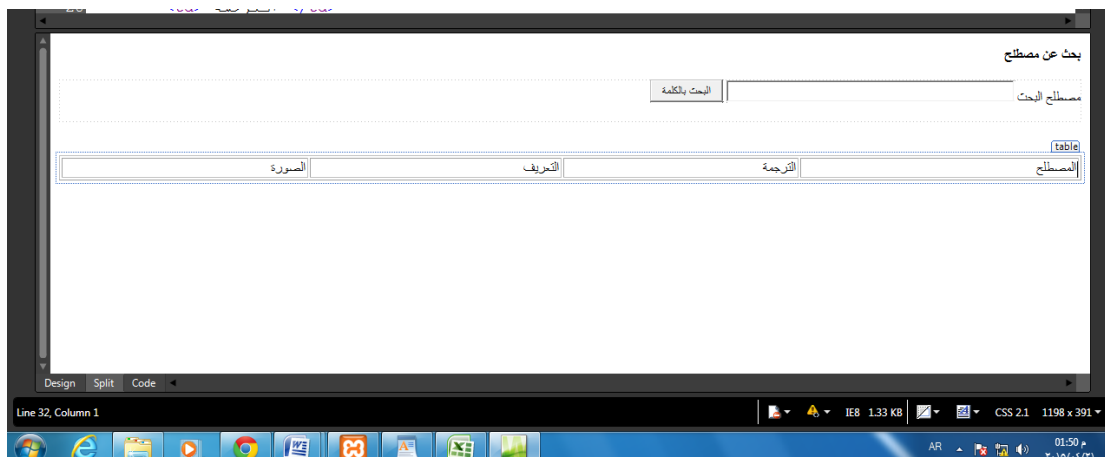 بحث عن مصطلح
مصطلح البحث
البحث بالكلمة
table
المصطلح الترجمة التعريف الصورة
Design Split Code
Line 32, Column 1 IE8 1.33 KB CSS 2.1 1198 x 391
AR 01:50 م